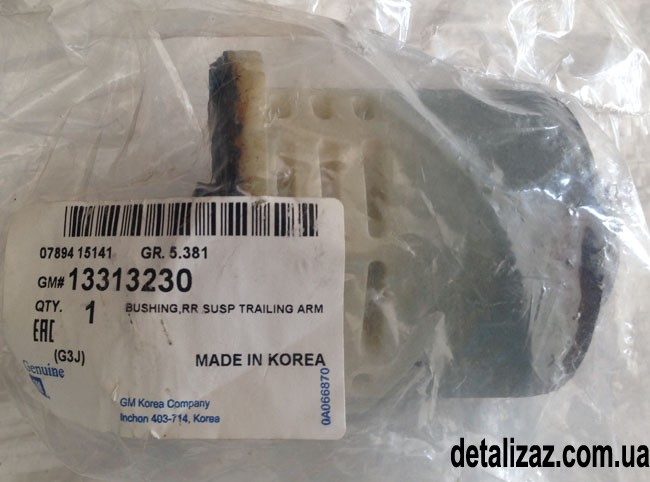 07894 15141 GR. 5.381
GM# 13313230
QTY. 1 BUSHING,RR SUSP TRAILING ARM
EAC
(G3J)
MADE IN KOREA
Genuine
GM Korea Company
Inchon 403-714, Korea
0A066870
detalizaz.com.ua